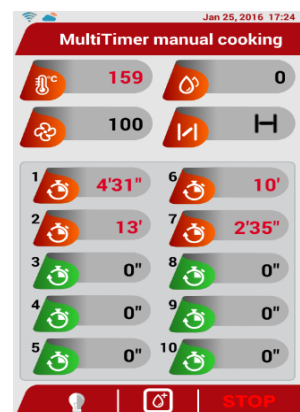 Jan 25, 2016 17:24
MultiTimer manual cooking
°C 159 0
100
1 4'31" 6 10'
2 13' 7 2'35"
3 0" 8 0"
4 0" 9 0"
5 0" 10 0"
STOP